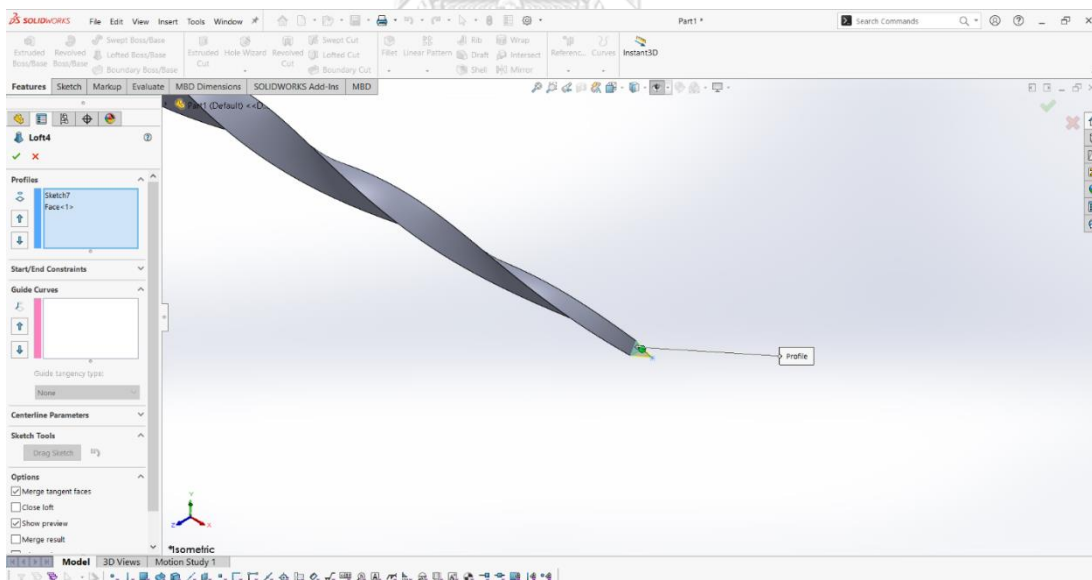 SOLIDWORKS File Edit View Insert Tools Window Part1 * Search Commands
Extruded Boss/Base Revolved Boss/Base Swept Boss/Base Lofted Boss/Base Boundary Boss/Base Extruded Cut Hole Wizard Revolved Cut Swept Cut Lofted Cut Boundary Cut Fillet Linear Pattern Rib Draft Shell Wrap Intersect Mirror Referenc... Curves Instant3D
Features Sketch Markup Evaluate MBD Dimensions SOLIDWORKS Add-Ins MBD
Part1 (Default) <<D...
Loft4
Profiles
Sketch7
Face<1>
Start/End Constraints
Guide Curves
Guide tangency type:
None
Centerline Parameters
Sketch Tools
Drag Sketch
Options
Merge tangent faces
Close loft
Show preview
Merge result
Profile
Y
Z
X
*Isometric
Model 3D Views Motion Study 1